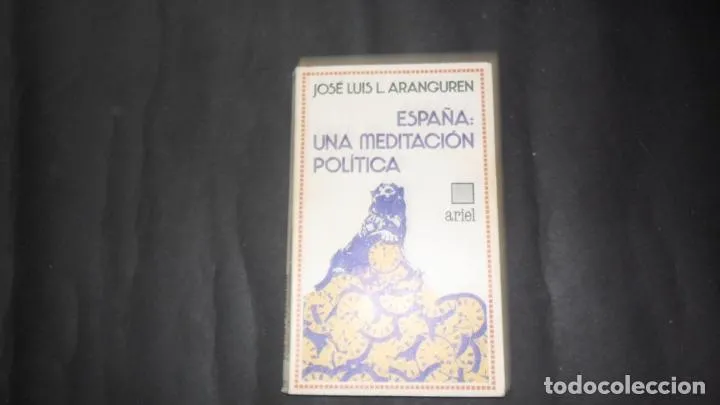 JOSÉ LUIS L. ARANGUREN
ESPAÑA:
UNA MEDITACIÓN
POLÍTICA
ariel
todocoleccion